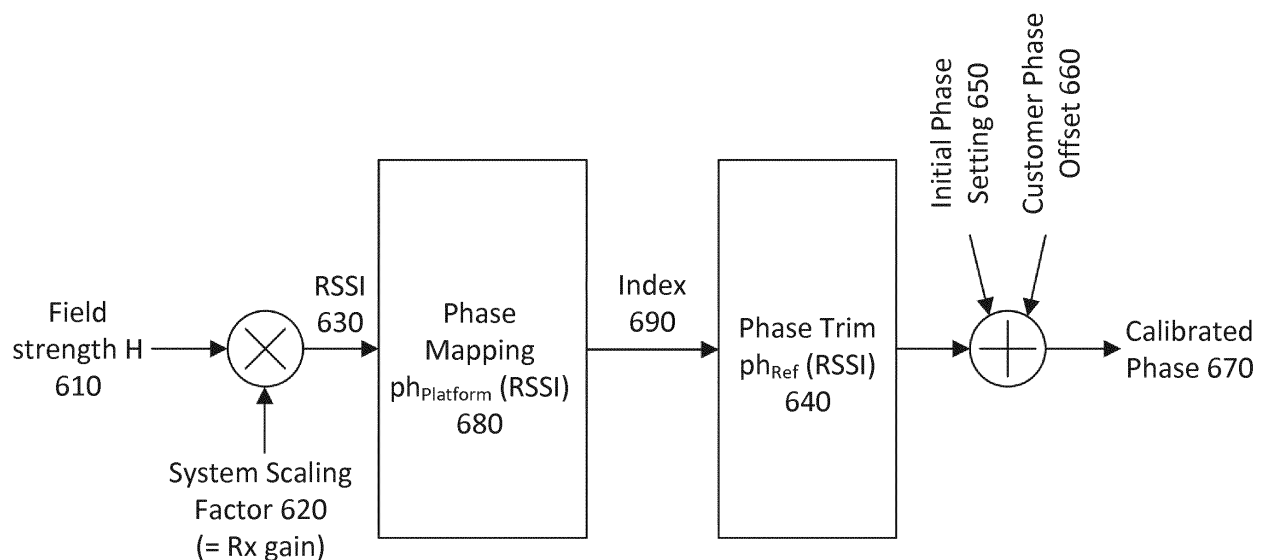 Field
strength H
610
RSSI
630
System Scaling
Factor 620
(= Rx gain)
Phase
Mapping
phPlatform (RSSI)
680
Index
690
Phase Trim
phRef (RSSI)
640
Initial Phase
Setting 650
Customer Phase
Offset 660
Calibrated
Phase 670